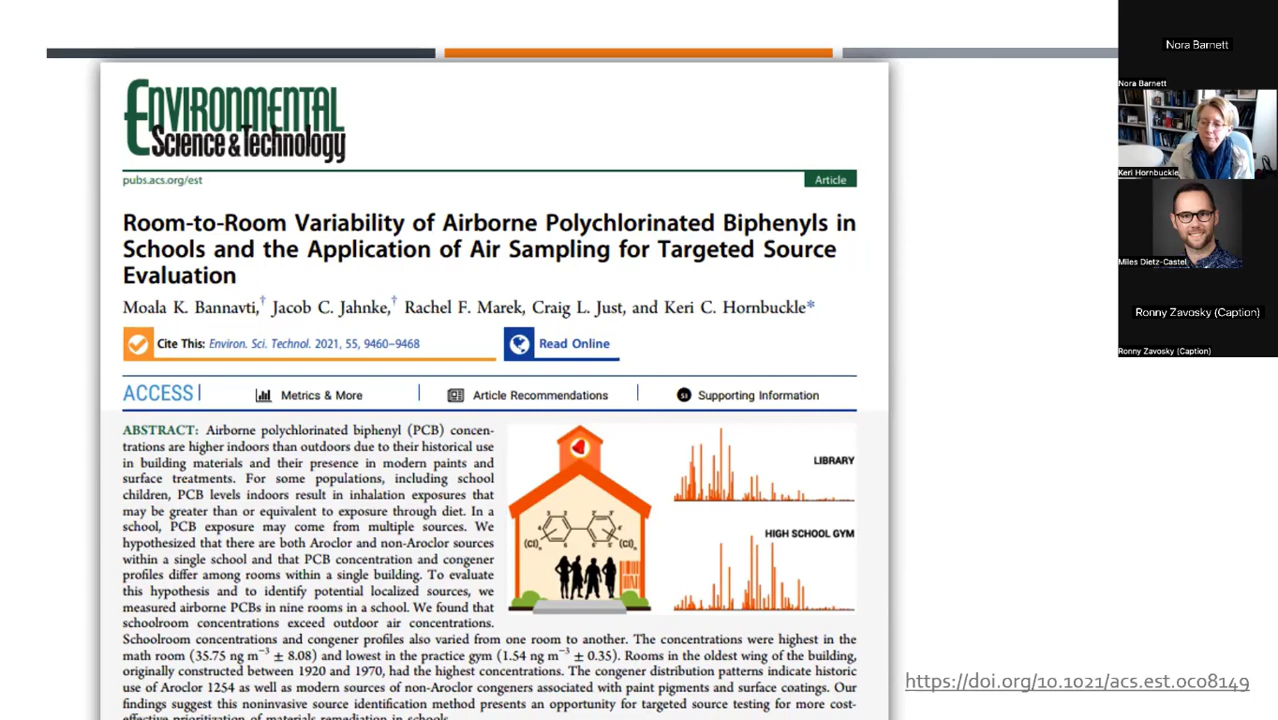 ENVIRONMENTAL
Science & Technology
pubs.acs.org/est
Article
Room-to-Room Variability of Airborne Polychlorinated Biphenyls in
Schools and the Application of Air Sampling for Targeted Source
Evaluation
Moala K. Bannavti,† Jacob C. Jahnke,† Rachel F. Marek, Craig L. Just, and Keri C. Hornbuckle*
Cite This: Environ. Sci. Technol. 2021, 55, 9460–9468
Read Online
ACCESS
Metrics & More
Article Recommendations
SI Supporting Information
ABSTRACT: Airborne polychlorinated biphenyl (PCB) concen-
trations are higher indoors than outdoors due to their historical use
in building materials and their presence in modern paints and
surface treatments. For some populations, including school
children, PCB levels indoors result in inhalation exposures that
may be greater than or equivalent to exposure through diet. In a
school, PCB exposure may come from multiple sources. We
hypothesized that there are both Aroclor and non-Aroclor sources
within a single school and that PCB concentration and congener
profiles differ among rooms within a single building. To evaluate
this hypothesis and to identify potential localized sources, we
measured airborne PCBs in nine rooms in a school. We found that
schoolroom concentrations exceed outdoor air concentrations.
Schoolroom concentrations and congener profiles also varied from one room to another. The concentrations were highest in the
math room (35.75 ng m⁻³ ± 8.08) and lowest in the practice gym (1.54 ng m⁻³ ± 0.35). Rooms in the oldest wing of the building,
originally constructed between 1920 and 1970, had the highest concentrations. The congener distribution patterns indicate historic
use of Aroclor 1254 as well as modern sources of non-Aroclor congeners associated with paint pigments and surface coatings. Our
findings suggest this noninvasive source identification method presents an opportunity for targeted source testing for more cost-
effective prioritization of materials remediation in schools.
LIBRARY
HIGH SCHOOL GYM
(Cl)n
(Cl)n
https://doi.org/10.1021/acs.est.0c08149
Nora Barnett
Nora Barnett
Keri Hornbuckle
Miles Dietz-Castel
Ronny Zavosky (Caption)
Ronny Zavosky (Caption)